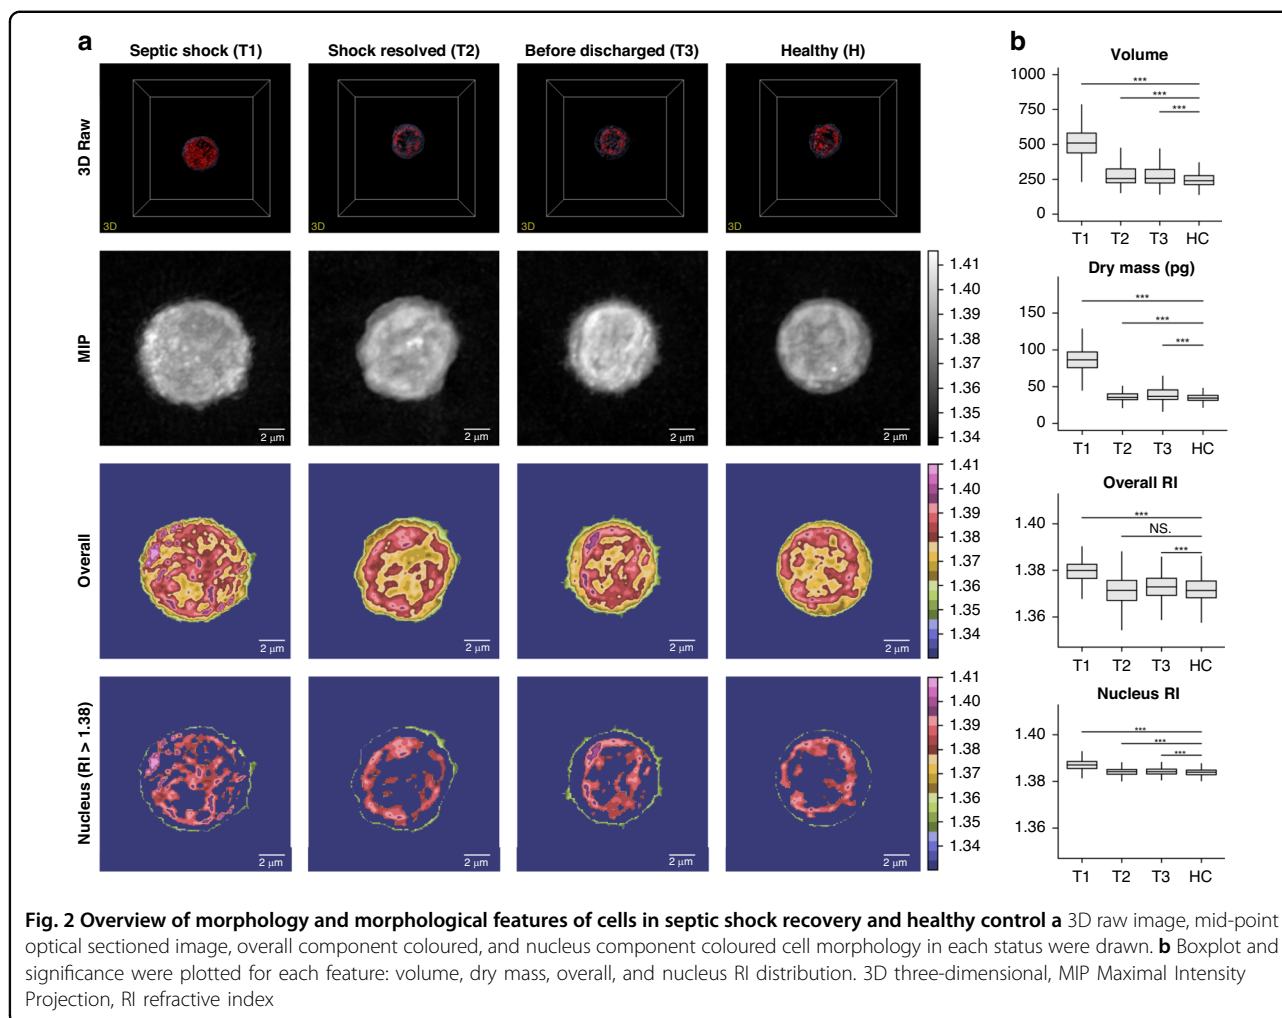 a
Septic shock (T1)
Shock resolved (T2)
Before discharged (T3)
Healthy (H)
3D Raw
3D
3D
3D
3D
MIP
2 µm
2 µm
2 µm
2 µm
1.41
1.40
1.39
1.38
1.37
1.36
1.35
1.34
Overall
2 µm
2 µm
2 µm
2 µm
1.41
1.40
1.39
1.38
1.37
1.36
1.35
1.34
Nucleus (RI > 1.38)
2 µm
2 µm
2 µm
2 µm
1.41
1.40
1.39
1.38
1.37
1.36
1.35
1.34
b
Volume
1000
750
500
250
0
***
***
***
T1 T2 T3 HC
Dry mass (pg)
150
100
50
0
***
***
***
T1 T2 T3 HC
Overall RI
1.40
1.38
1.36
***
NS.
***
T1 T2 T3 HC
Nucleus RI
1.40
1.38
1.36
***
***
***
T1 T2 T3 HC
Fig. 2 Overview of morphology and morphological features of cells in septic shock recovery and healthy control a 3D raw image, mid-point
optical sectioned image, overall component coloured, and nucleus component coloured cell morphology in each status were drawn. b Boxplot and
significance were plotted for each feature: volume, dry mass, overall, and nucleus RI distribution. 3D three-dimensional, MIP Maximal Intensity
Projection, RI refractive index